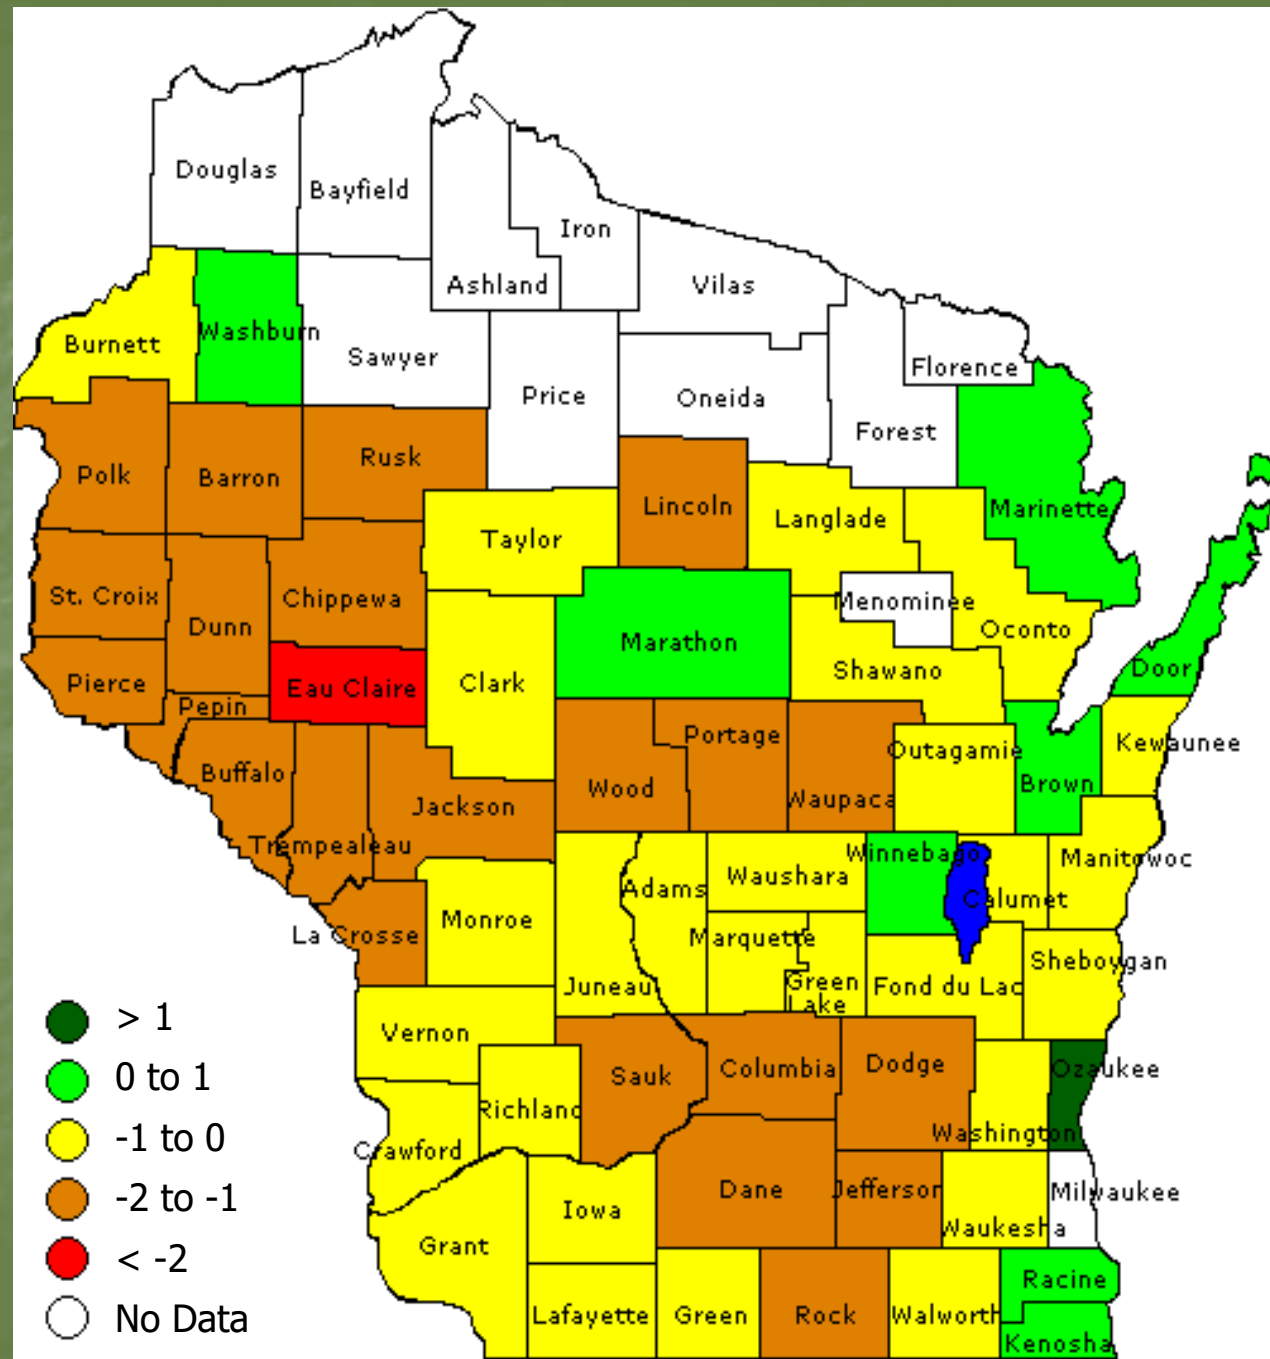 Douglas
Bayfield
Iron
Ashland
Vilas
Burnett
Washburn
Sawyer
Price
Oneida
Florence
Forest
Polk
Barron
Rusk
Lincoln
Langlade
Marinette
Taylor
St. Croix
Dunn
Chippewa
Menominee
Oconto
Marathon
Shawano
Door
Pierce
Eau Claire
Clark
Pepin
Buffalo
Portage
Outagamie
Kewaunee
Wood
Waupaca
Brown
Jackson
Trempealeau
Winnebago
Manitowoc
Adams
Waushara
Calumet
La Crosse
Monroe
Marquette
Sheboygan
Juneau
Green
Lake
Fond du Lac
Vernon
Sauk
Columbia
Dodge
Ozaukee
Richland
Washington
Crawford
Dane
Jefferson
Milwaukee
Iowa
Waukesha
Grant
Racine
Lafayette
Green
Rock
Walworth
Kenosha
> 1
0 to 1
-1 to 0
-2 to -1
< -2
No Data